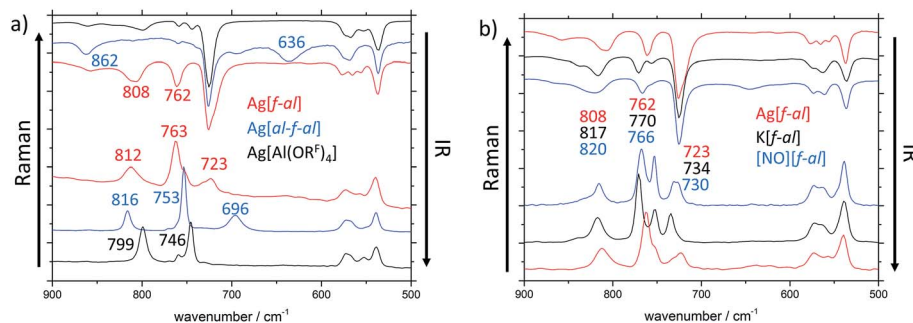 a)
Raman
IR
636
862
808
762
Ag[f-al]
Ag[al-f-al]
Ag[Al(ORF)4]
763
812
723
816
753
696
799
746
900
800
700
600
500
wavenumber / cm-1
b)
Raman
IR
808
817
820
762
770
766
Ag[f-al]
K[f-al]
[NO][f-al]
723
734
730
900
800
700
600
500
wavenumber / cm-1